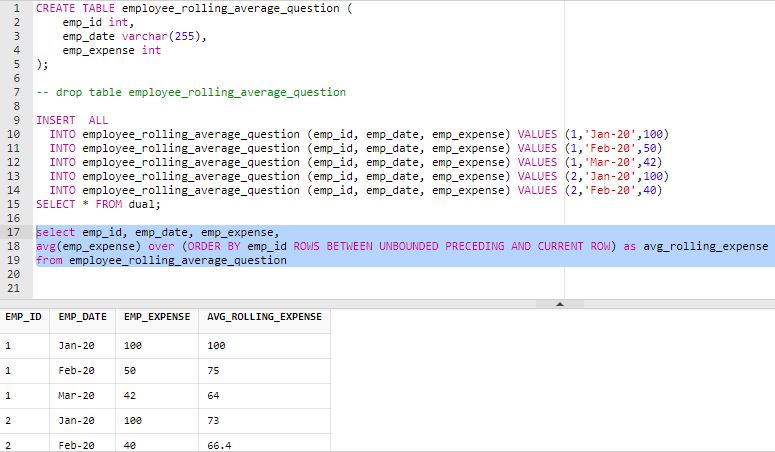 1 CREATE TABLE employee_rolling_average_question (
2 emp_id int,
3 emp_date varchar(255),
4 emp_expense int
5 );
6
7 -- drop table employee_rolling_average_question
8
9 INSERT  ALL
10 INTO employee_rolling_average_question (emp_id, emp_date, emp_expense) VALUES (1,'Jan-20',100)
11 INTO employee_rolling_average_question (emp_id, emp_date, emp_expense) VALUES (1,'Feb-20',50)
12 INTO employee_rolling_average_question (emp_id, emp_date, emp_expense) VALUES (1,'Mar-20',42)
13 INTO employee_rolling_average_question (emp_id, emp_date, emp_expense) VALUES (2,'Jan-20',100)
14 INTO employee_rolling_average_question (emp_id, emp_date, emp_expense) VALUES (2,'Feb-20',40)
15 SELECT * FROM dual;
16
17 select emp_id, emp_date, emp_expense,
18 avg(emp_expense) over (ORDER BY emp_id ROWS BETWEEN UNBOUNDED PRECEDING AND CURRENT ROW) as avg_rolling_expense
19 from employee_rolling_average_question
20
21
EMP_ID EMP_DATE EMP_EXPENSE AVG_ROLLING_EXPENSE
1 Jan-20 100 100
1 Feb-20 50 75
1 Mar-20 42 64
2 Jan-20 100 73
2 Feb-20 40 66.4